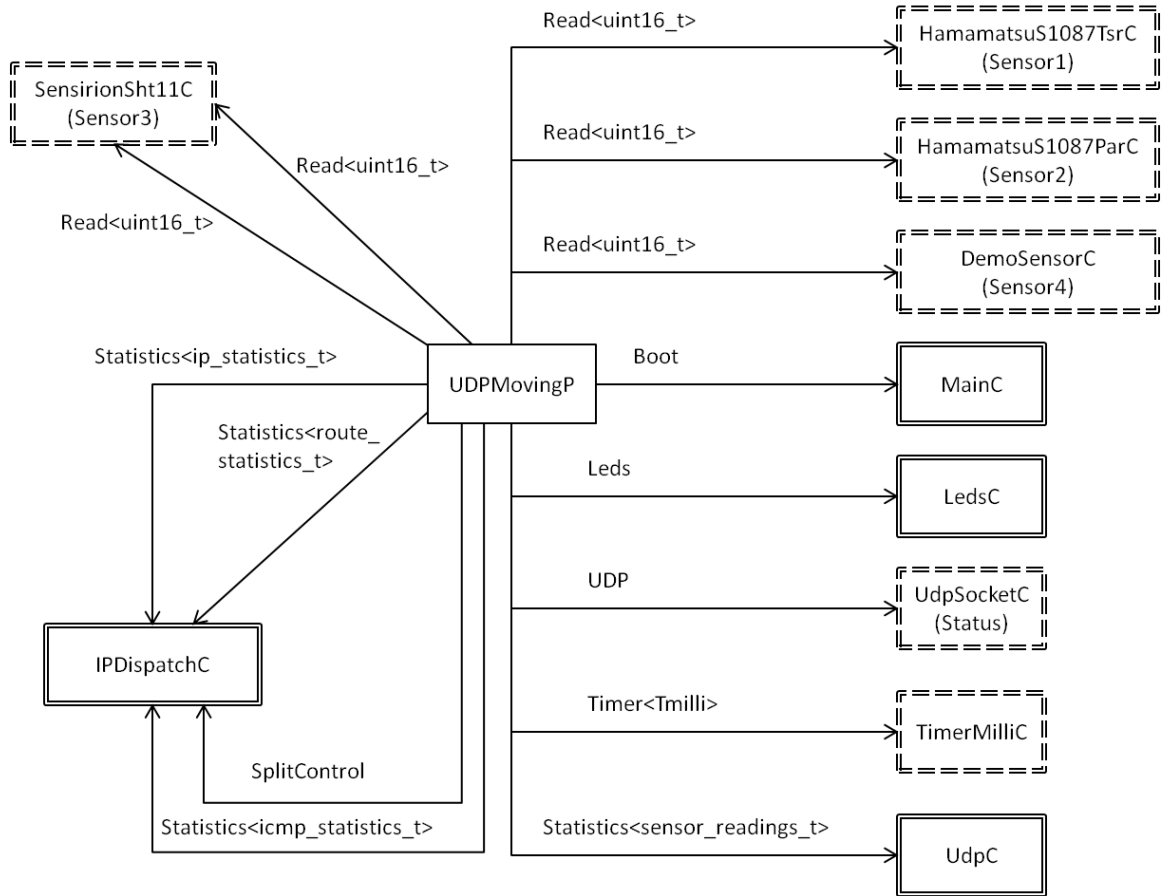 Read<uint16_t>
HamamatsuS1087TsrC
(Sensor1)
SensirionSht11C
(Sensor3)
Read<uint16_t>
HamamatsuS1087ParC
(Sensor2)
Read<uint16_t>
Read<uint16_t>
Read<uint16_t>
DemoSensorC
(Sensor4)
Statistics<ip_statistics_t>
UDPMovingP
Boot
MainC
Statistics<route_
statistics_t>
Leds
LedsC
UDP
UdpSocketC
(Status)
IPDispatchC
Timer<Tmilli>
TimerMilliC
SplitControl
Statistics<icmp_statistics_t>
Statistics<sensor_readings_t>
UdpC